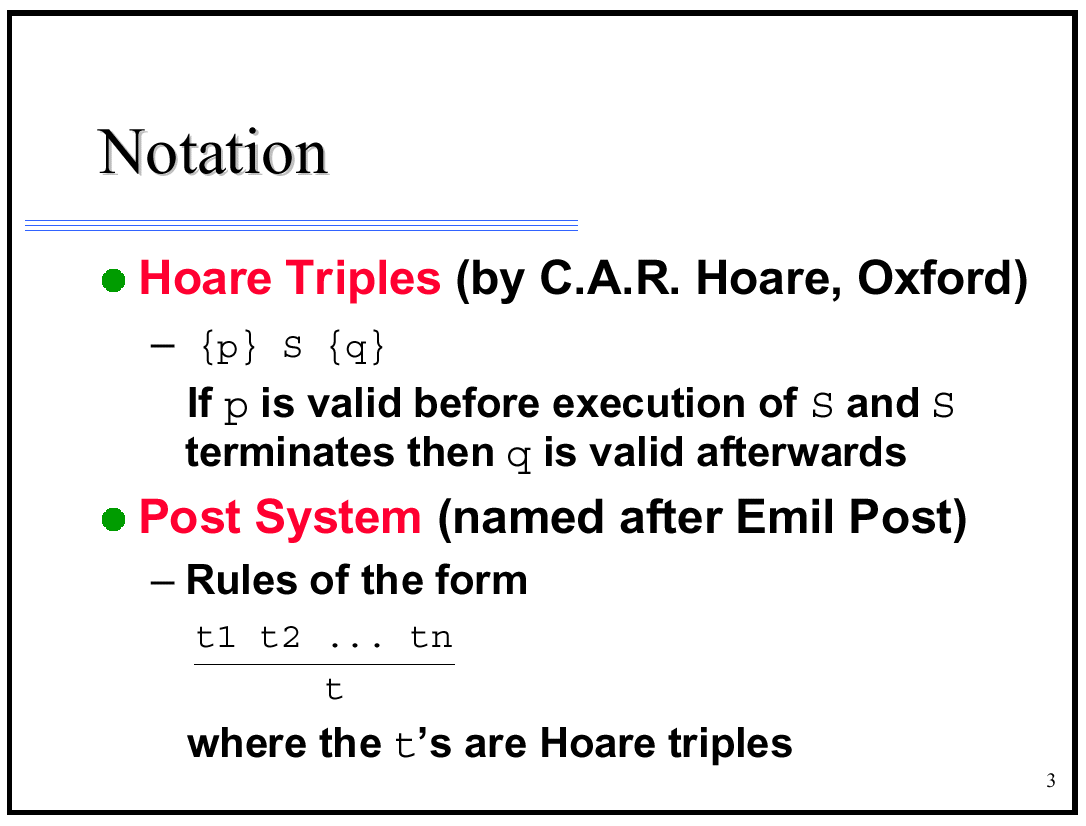 Notation
Hoare Triples (by C.A.R. Hoare, Oxford)
– {p} S {q}
If p is valid before execution of S and S
terminates then q is valid afterwards
Post System (named after Emil Post)
– Rules of the form
t1 t2 ... tn
t
where the t’s are Hoare triples
3